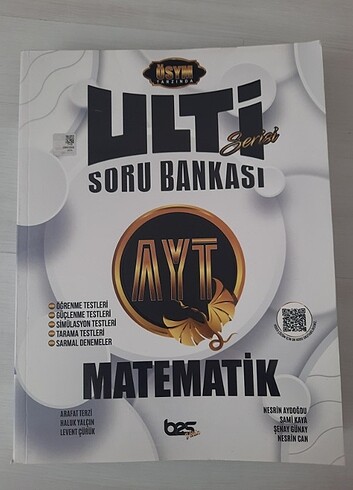 ÖSYM
TARZINDA
ULTİ
Serisi
SORU BANKASI
AYT
ÖĞRENME TESTLERİ
GÜÇLENME TESTLERİ
SİMÜLASYON TESTLERİ
TARAMA TESTLERİ
SARMAL DENEMELER
MATEMATİK
ARAFAT TERZİ
HALUK YALÇIN
LEVENT ÇÜRÜK
bes
NESRİN AYDOĞDU
SAMİ KAYA
ŞENAY GÜNAY
NESRİN CAN